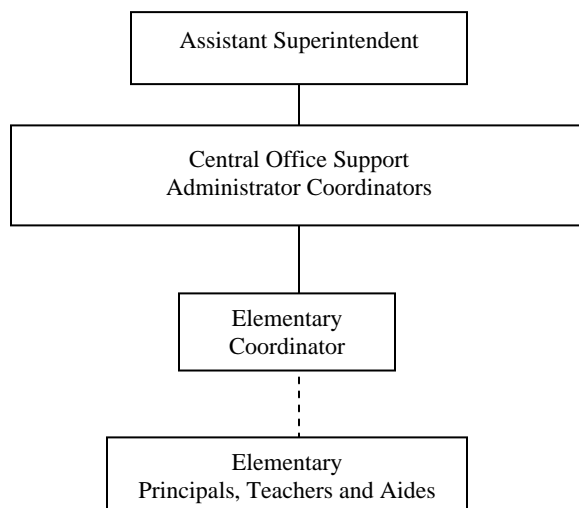 Assistant Superintendent
Central Office Support
Administrator Coordinators
Elementary
Coordinator
Elementary
Principals, Teachers and Aides